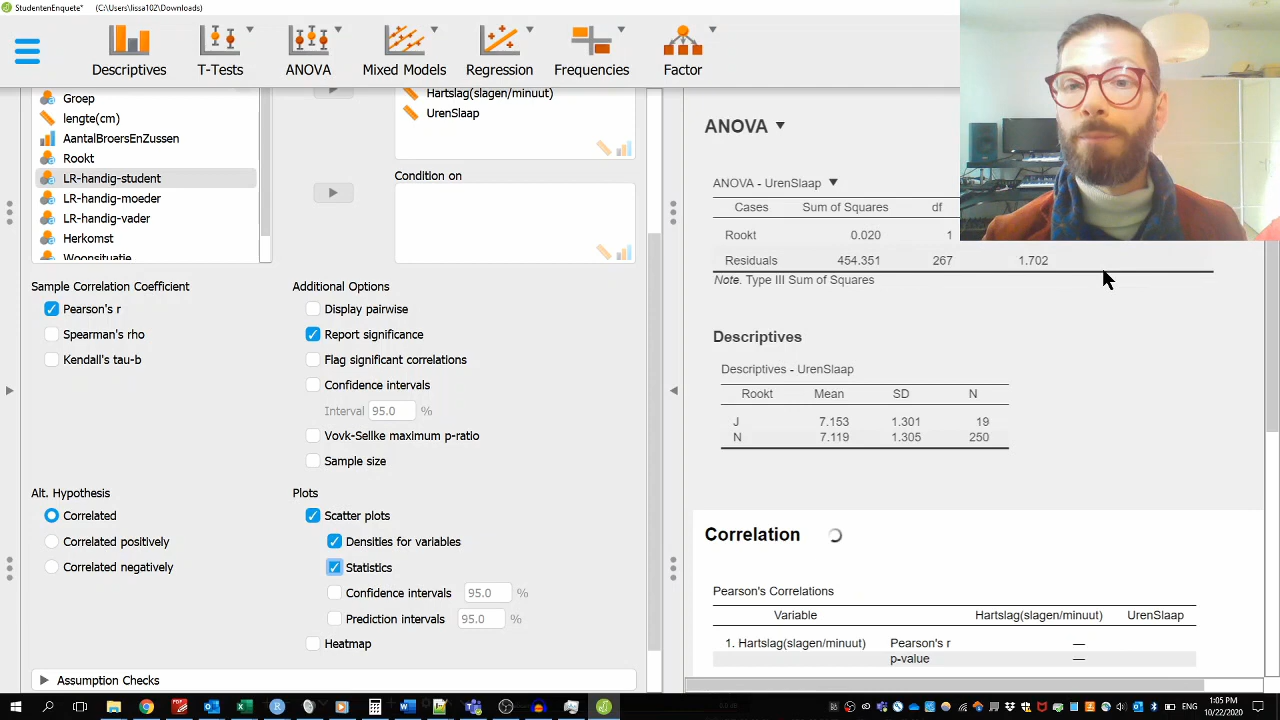 StudentenEnquete* (C:\Users\lissa102\Downloads)
Descriptives T-Tests ANOVA Mixed Models Regression Frequencies Factor
Groep
lengte(cm)
AantalBroersEnZussen
Rookt
LR-handig-student
LR-handig-moeder
LR-handig-vader
Herkomst
Woonsituatie
Hartslag(slagen/minuut)
UrenSlaap
Condition on
Sample Correlation Coefficient
Pearson's r
Spearman's rho
Kendall's tau-b
Additional Options
Display pairwise
Report significance
Flag significant correlations
Confidence intervals
Interval 95.0 %
Vovk-Sellke maximum p-ratio
Sample size
Alt. Hypothesis
Correlated
Correlated positively
Correlated negatively
Plots
Scatter plots
Densities for variables
Statistics
Confidence intervals 95.0 %
Prediction intervals 95.0 %
Heatmap
Assumption Checks
ANOVA
ANOVA - UrenSlaap
Cases Sum of Squares df
Rookt 0.020 1
Residuals 454.351 267 1.702
Note. Type III Sum of Squares
Descriptives
Descriptives - UrenSlaap
Rookt Mean SD N
J 7.153 1.301 19
N 7.119 1.305 250
Correlation
Pearson's Correlations
Variable Hartslag(slagen/minuut) UrenSlaap
1. Hartslag(slagen/minuut) Pearson's r —
p-value —
1:05 PM
10/22/2020